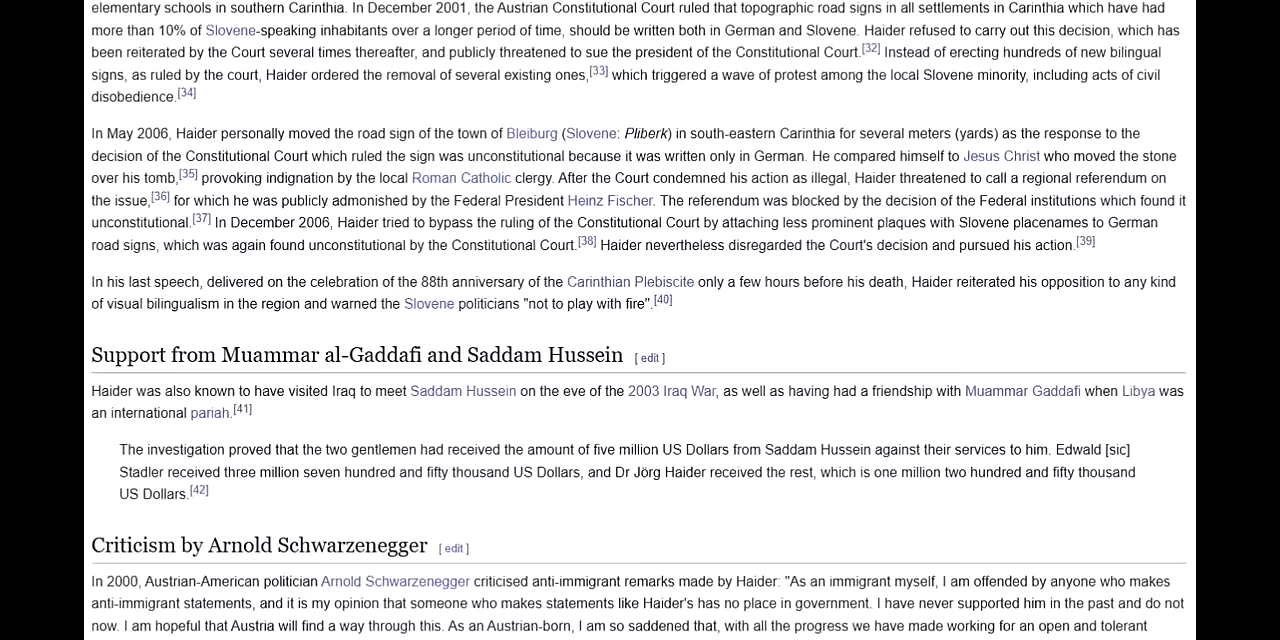 elementary schools in southern Carinthia. In December 2001, the Austrian Constitutional Court ruled that topographic road signs in all settlements in Carinthia which have had
more than 10% of Slovene-speaking inhabitants over a longer period of time, should be written both in German and Slovene. Haider refused to carry out this decision, which has
been reiterated by the Court several times thereafter, and publicly threatened to sue the president of the Constitutional Court.[32] Instead of erecting hundreds of new bilingual
signs, as ruled by the court, Haider ordered the removal of several existing ones,[33] which triggered a wave of protest among the local Slovene minority, including acts of civil
disobedience.[34]
In May 2006, Haider personally moved the road sign of the town of Bleiburg (Slovene: Pliberk) in south-eastern Carinthia for several meters (yards) as the response to the
decision of the Constitutional Court which ruled the sign was unconstitutional because it was written only in German. He compared himself to Jesus Christ who moved the stone
over his tomb,[35] provoking indignation by the local Roman Catholic clergy. After the Court condemned his action as illegal, Haider threatened to call a regional referendum on
the issue,[36] for which he was publicly admonished by the Federal President Heinz Fischer. The referendum was blocked by the decision of the Federal institutions which found it
unconstitutional.[37] In December 2006, Haider tried to bypass the ruling of the Constitutional Court by attaching less prominent plaques with Slovene placenames to German
road signs, which was again found unconstitutional by the Constitutional Court.[38] Haider nevertheless disregarded the Court's decision and pursued his action.[39]
In his last speech, delivered on the celebration of the 88th anniversary of the Carinthian Plebiscite only a few hours before his death, Haider reiterated his opposition to any kind
of visual bilingualism in the region and warned the Slovene politicians "not to play with fire".[40]
Support from Muammar al-Gaddafi and Saddam Hussein [ edit ]
Haider was also known to have visited Iraq to meet Saddam Hussein on the eve of the 2003 Iraq War, as well as having had a friendship with Muammar Gaddafi when Libya was
an international pariah.[41]
The investigation proved that the two gentlemen had received the amount of five million US Dollars from Saddam Hussein against their services to him. Edwald [sic]
Stadler received three million seven hundred and fifty thousand US Dollars, and Dr Jörg Haider received the rest, which is one million two hundred and fifty thousand
US Dollars.[42]
Criticism by Arnold Schwarzenegger [ edit ]
In 2000, Austrian-American politician Arnold Schwarzenegger criticised anti-immigrant remarks made by Haider: "As an immigrant myself, I am offended by anyone who makes
anti-immigrant statements, and it is my opinion that someone who makes statements like Haider's has no place in government. I have never supported him in the past and do not
now. I am hopeful that Austria will find a way through this. As an Austrian-born, I am so saddened that, with all the progress we have made working for an open and tolerant